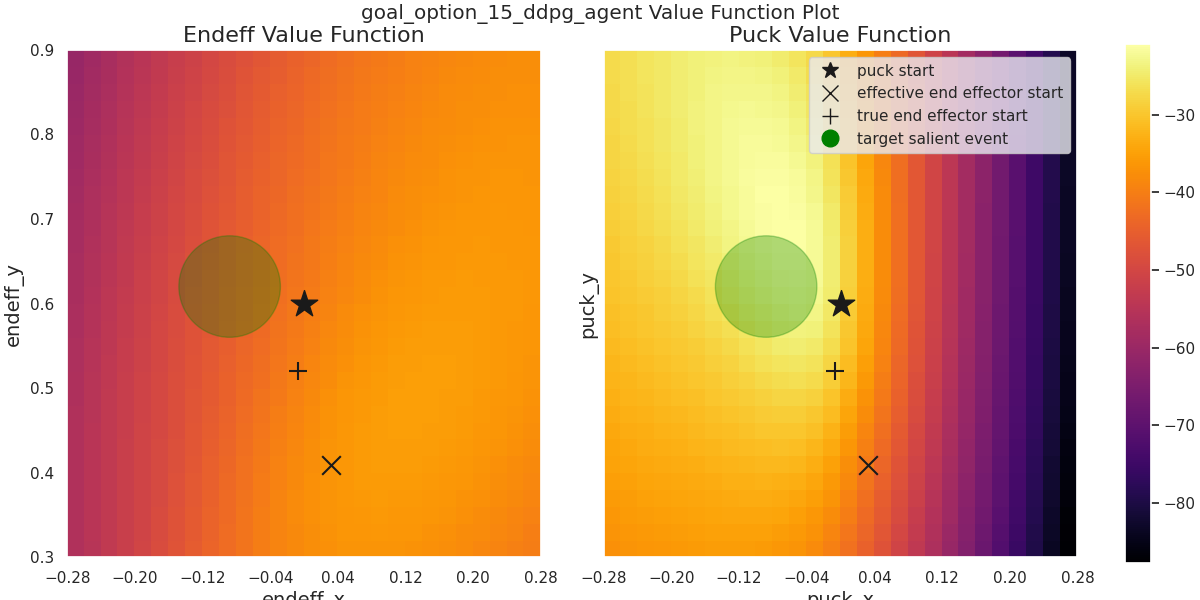 goal_option_15_ddpg_agent Value Function Plot
Endeff Value Function
Puck Value Function
puck start
effective end effector start
true end effector start
target salient event
endeff_y
0.9
0.8
0.7
0.6
0.5
0.4
0.3
−0.28 −0.20 −0.12 −0.04 0.04 0.12 0.20 0.28
endeff_x
puck_y
−0.28 −0.20 −0.12 −0.04 0.04 0.12 0.20 0.28
puck_x
−30
−40
−50
−60
−70
−80